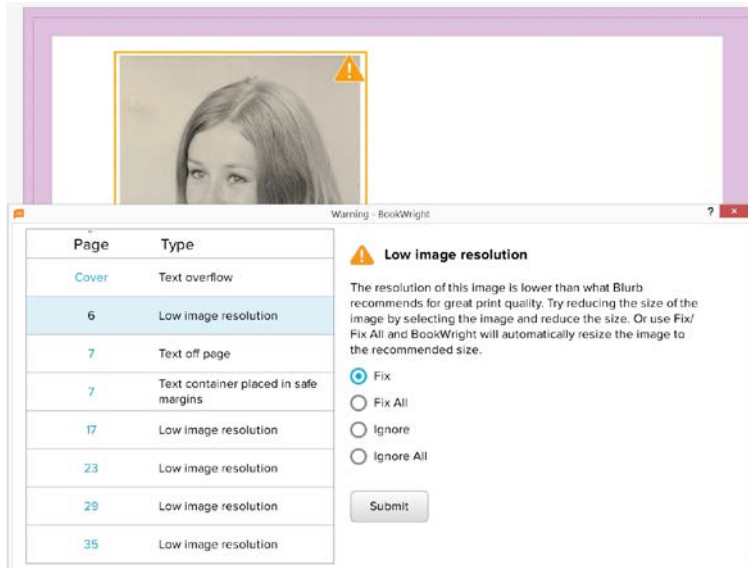 Warning - BookWright
?
Page Type
Cover Text overflow
6 Low image resolution
7 Text off page
7 Text container placed in safe
margins
17 Low image resolution
23 Low image resolution
29 Low image resolution
35 Low image resolution
Low image resolution
The resolution of this image is lower than what Blurb
recommends for great print quality. Try reducing the size of the
image by selecting the image and reduce the size. Or use Fix/
Fix All and BookWright will automatically resize the image to
the recommended size.
Fix
Fix All
Ignore
Ignore All
Submit